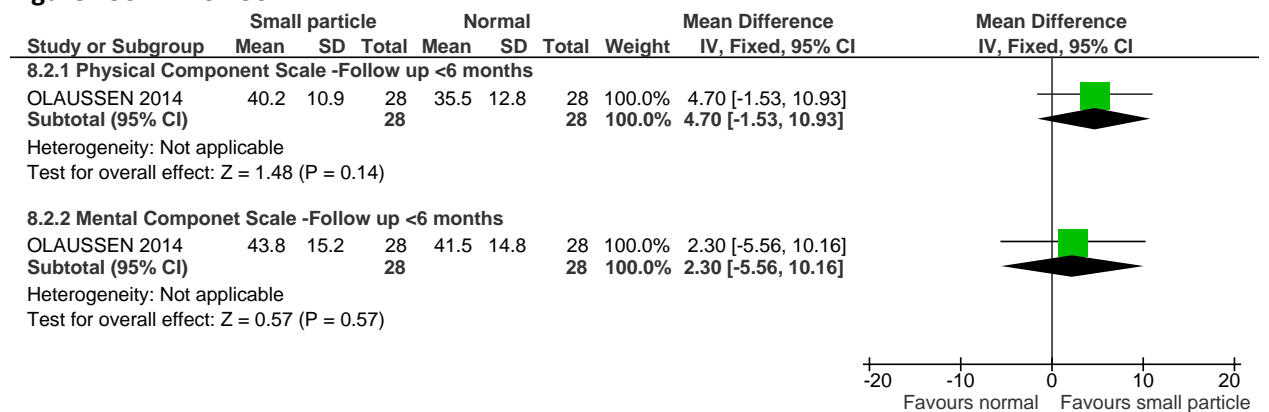 Small particle Normal Mean Difference Mean Difference
Study or Subgroup Mean SD Total Mean SD Total Weight IV, Fixed, 95% CI IV, Fixed, 95% CI
8.2.1 Physical Component Scale -Follow up <6 months
OLAUSSEN 2014 40.2 10.9 28 35.5 12.8 28 100.0% 4.70 [-1.53, 10.93]
Subtotal (95% CI) 28 28 100.0% 4.70 [-1.53, 10.93]
Heterogeneity: Not applicable
Test for overall effect: Z = 1.48 (P = 0.14)
8.2.2 Mental Componet Scale -Follow up <6 months
OLAUSSEN 2014 43.8 15.2 28 41.5 14.8 28 100.0% 2.30 [-5.56, 10.16]
Subtotal (95% CI) 28 28 100.0% 2.30 [-5.56, 10.16]
Heterogeneity: Not applicable
Test for overall effect: Z = 0.57 (P = 0.57)
-20 -10 0 10 20
Favours normal Favours small particle